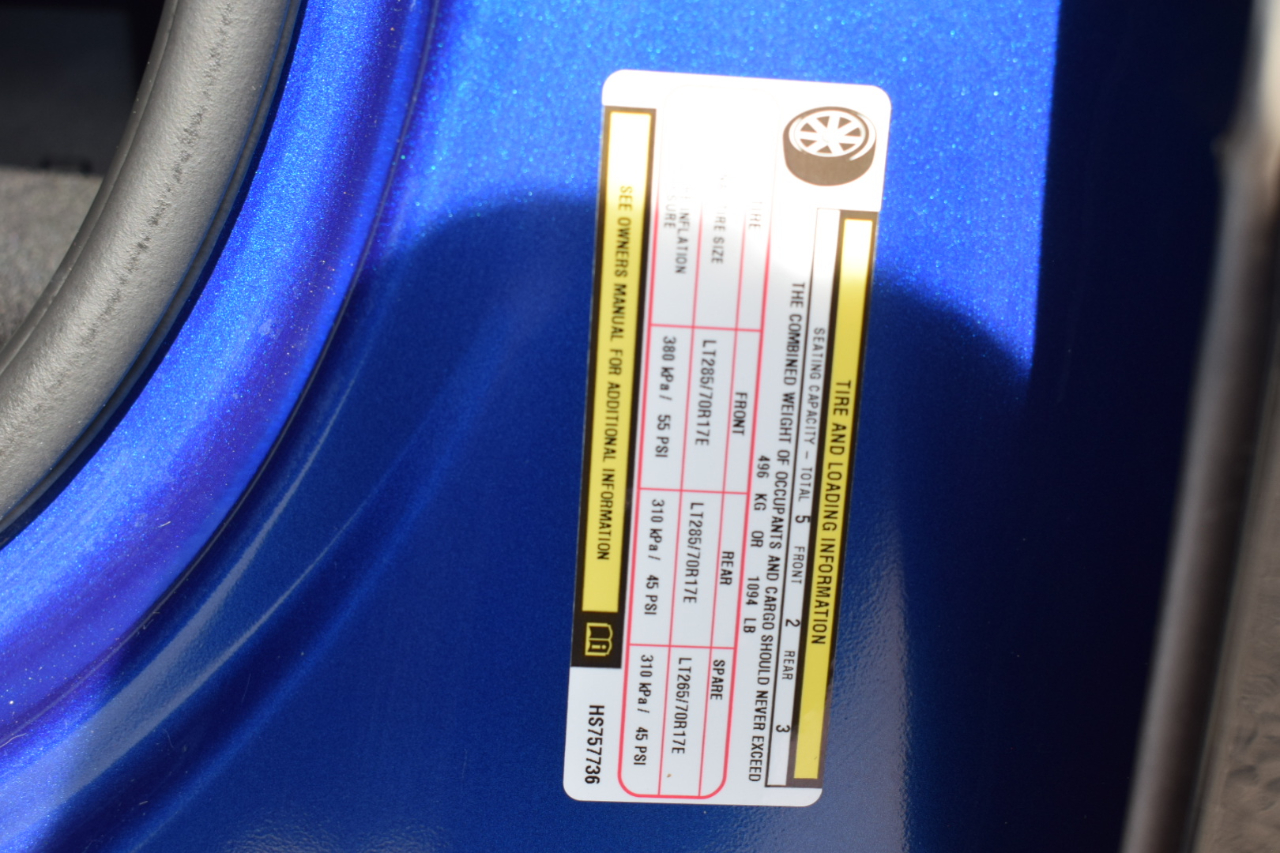 TIRE AND LOADING INFORMATION
SEATING CAPACITY – TOTAL 5 FRONT 2 REAR 3
THE COMBINED WEIGHT OF OCCUPANTS AND CARGO SHOULD NEVER EXCEED
496 KG OR 1094 LB
FRONT REAR SPARE
SIZE LT285/70R17E LT285/70R17E LT265/70R17E
INFLATION 380 kPa / 55 PSI 310 kPa / 45 PSI 310 kPa / 45 PSI
SEE OWNERS MANUAL FOR ADDITIONAL INFORMATION
HS757736